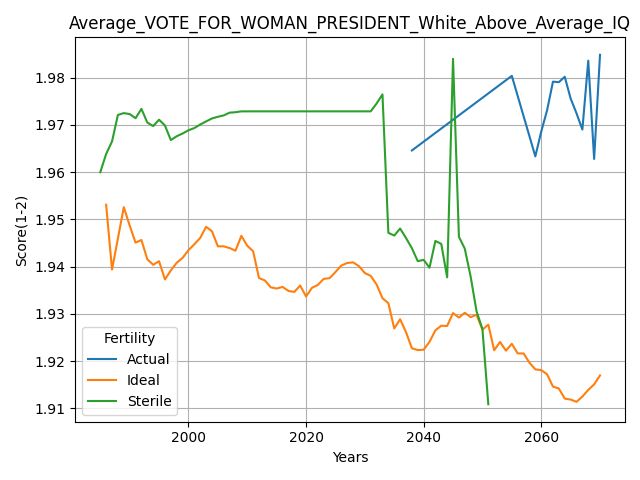 Average_VOTE_FOR_WOMAN_PRESIDENT_White_Above_Average_IQ
Score(1-2)
1.98
1.97
1.96
1.95
1.94
1.93
1.92
1.91
Fertility
Actual
Ideal
Sterile
2000 2020 2040 2060
Years